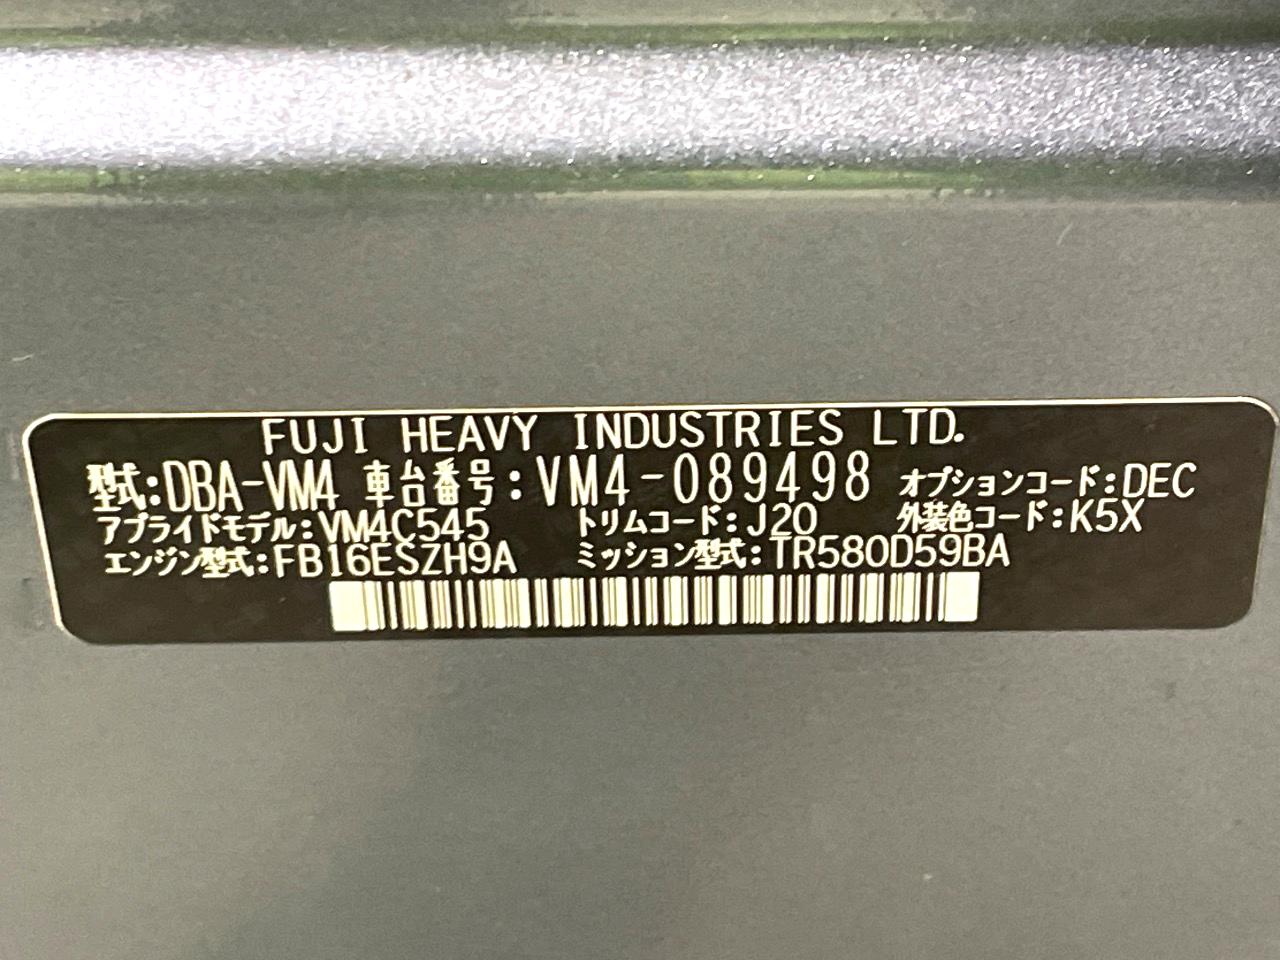 FUJI HEAVY INDUSTRIES LTD.
型式:DBA-VM4 車台番号:VM4-089498 オプションコード:DEC
アプライドモデル:VM4C545 トリムコード:J20 外装色コード:K5X
エンジン型式:FB16ESZH9A ミッション型式:TR580D59BA